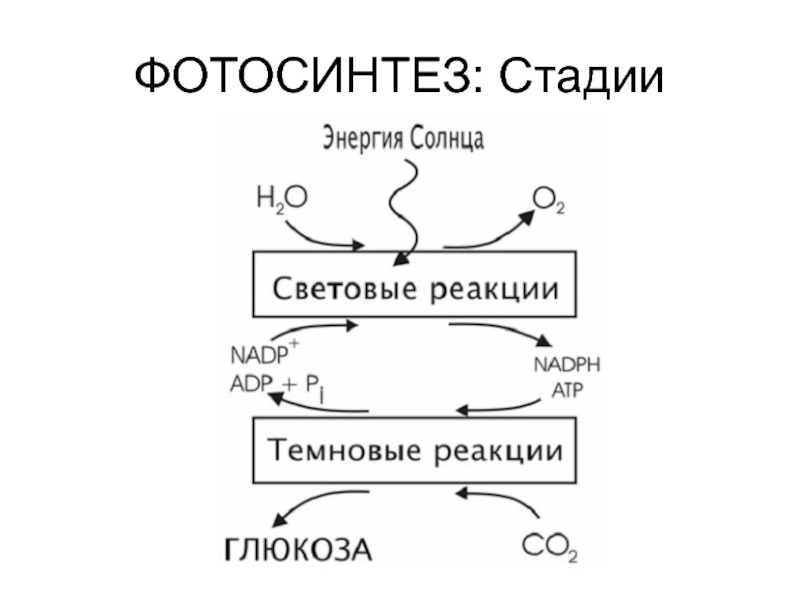 ФОТОСИНТЕЗ: Стадии
Энергия Солнца
H₂O
O₂
Световые реакции
NADP⁺
ADP + Pi
NADPH
ATP
Темновые реакции
ГЛЮКОЗА
CO₂